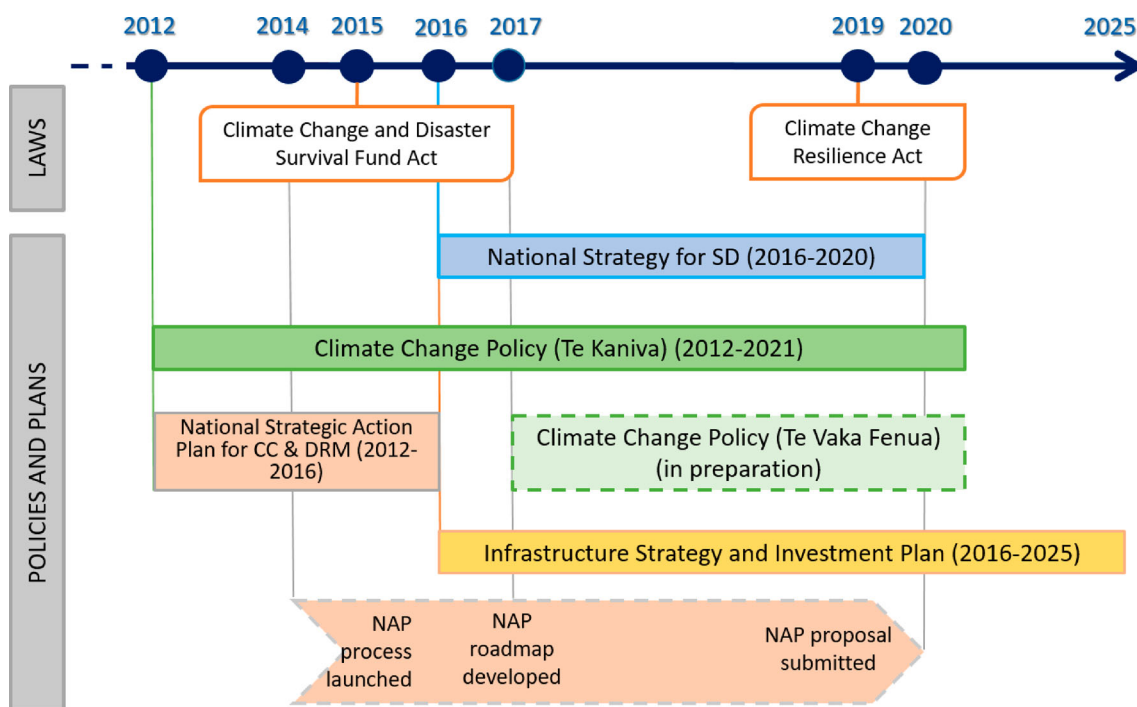 2012 2014 2015 2016 2017 2019 2020 2025
LAWS
Climate Change and Disaster
Survival Fund Act
Climate Change
Resilience Act
POLICIES AND PLANS
National Strategy for SD (2016-2020)
Climate Change Policy (Te Kaniva) (2012-2021)
National Strategic Action
Plan for CC & DRM (2012-
2016)
Climate Change Policy (Te Vaka Fenua)
(in preparation)
Infrastructure Strategy and Investment Plan (2016-2025)
NAP
process
launched
NAP
roadmap
developed
NAP proposal
submitted